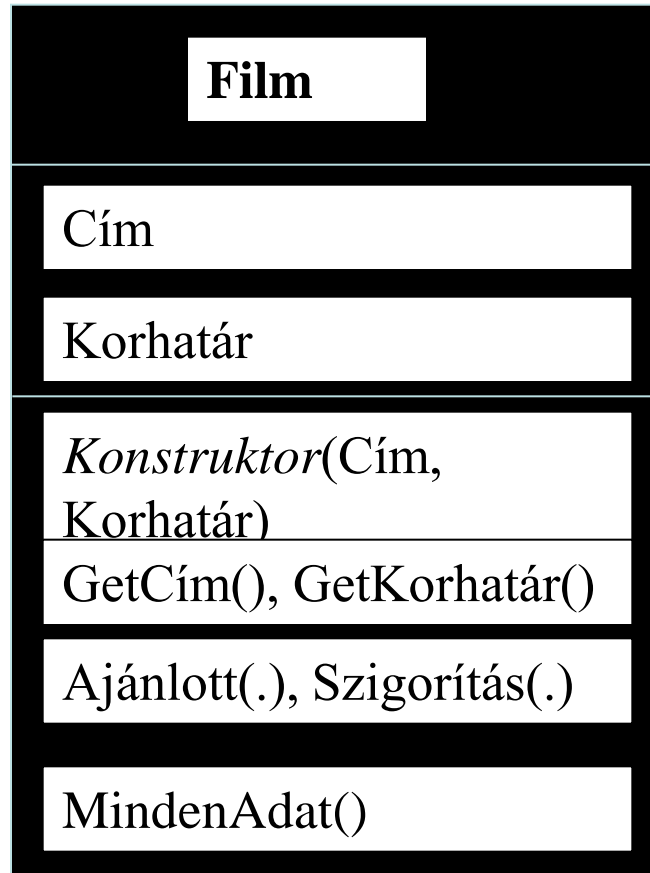 Film
Cím
Korhatár
Konstruktor(Cím,
Korhatár)
GetCím(), GetKorhatár()
Ajánlott(.), Szigorítás(.)
MindenAdat()